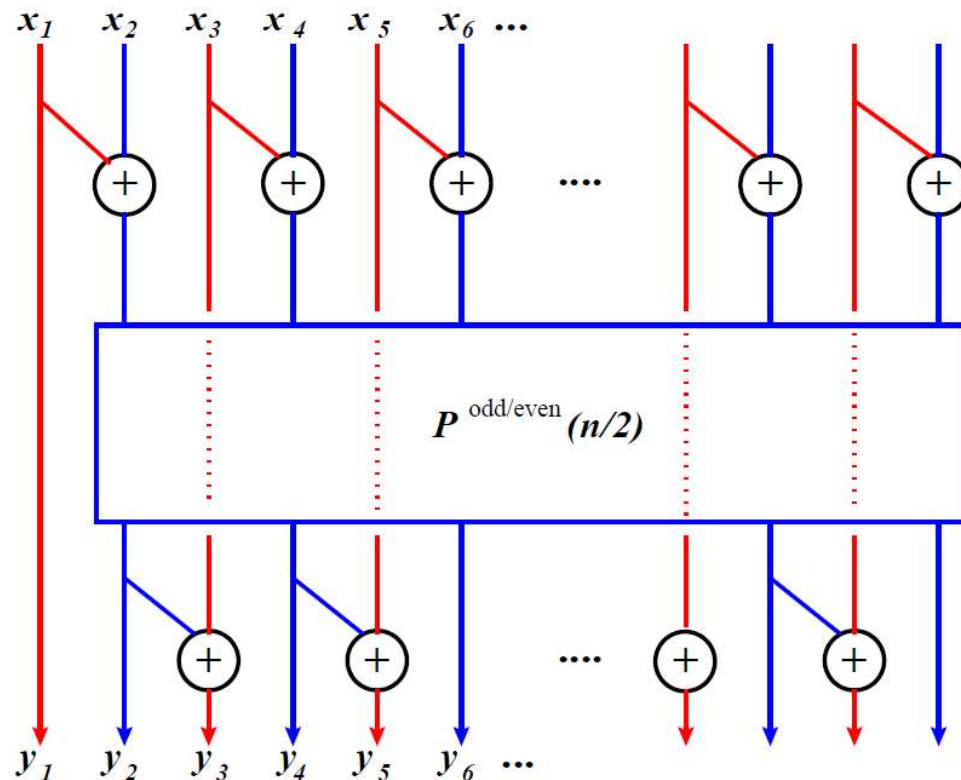 x1 x2 x3 x4 x5 x6 ...
+ + + .... + +
P odd/even (n/2)
+ + .... + +
y1 y2 y3 y4 y5 y6 ...